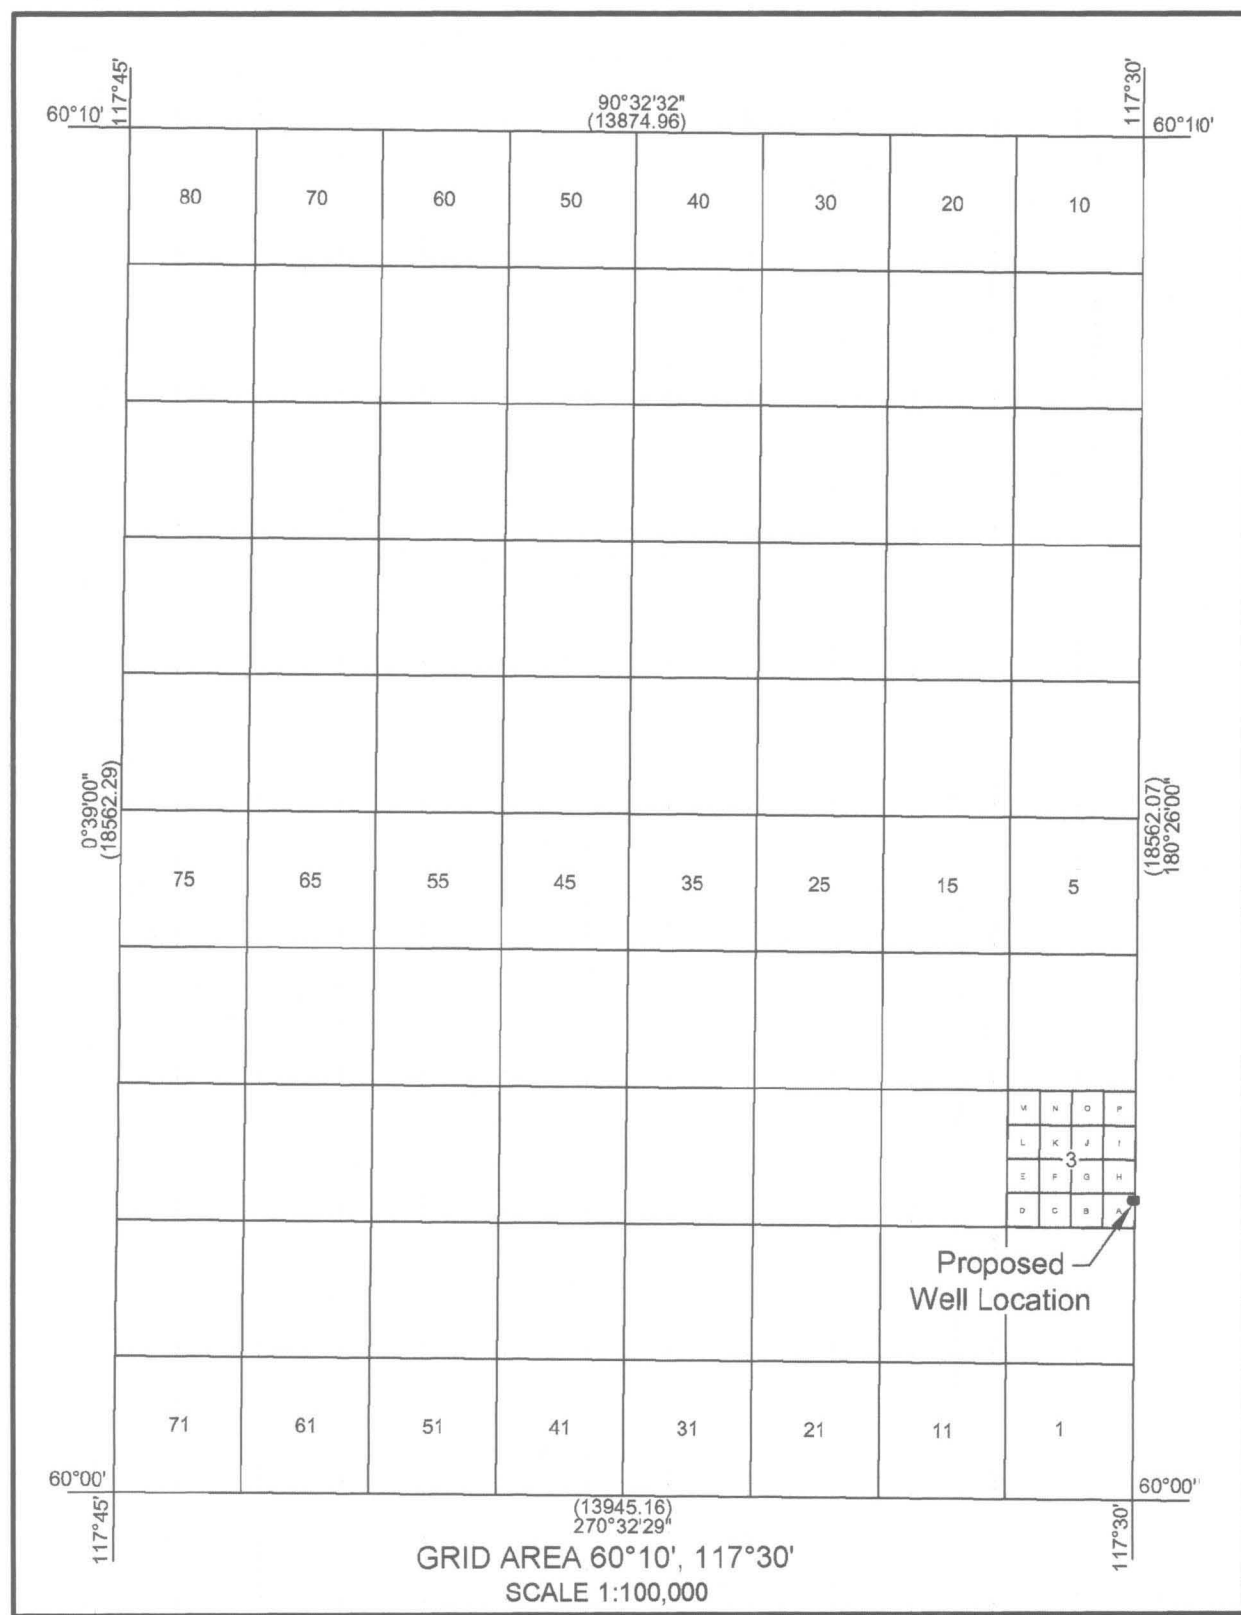 117°45'
117°30'
60°10'
90°32'32"
(13874.96)
60°10'
80 70 60 50 40 30 20 10
0°39'00"
(18562.29)
(18562.07)
180°26'00"
75 65 55 45 35 25 15 5
M N O P
L K J I
3
E F G H
D C B A
Proposed
Well Location
71 61 51 41 31 21 11 1
60°00'
60°00'
117°45'
(13945.16)
270°32'29"
117°30'
GRID AREA 60°10', 117°30'
SCALE 1:100,000